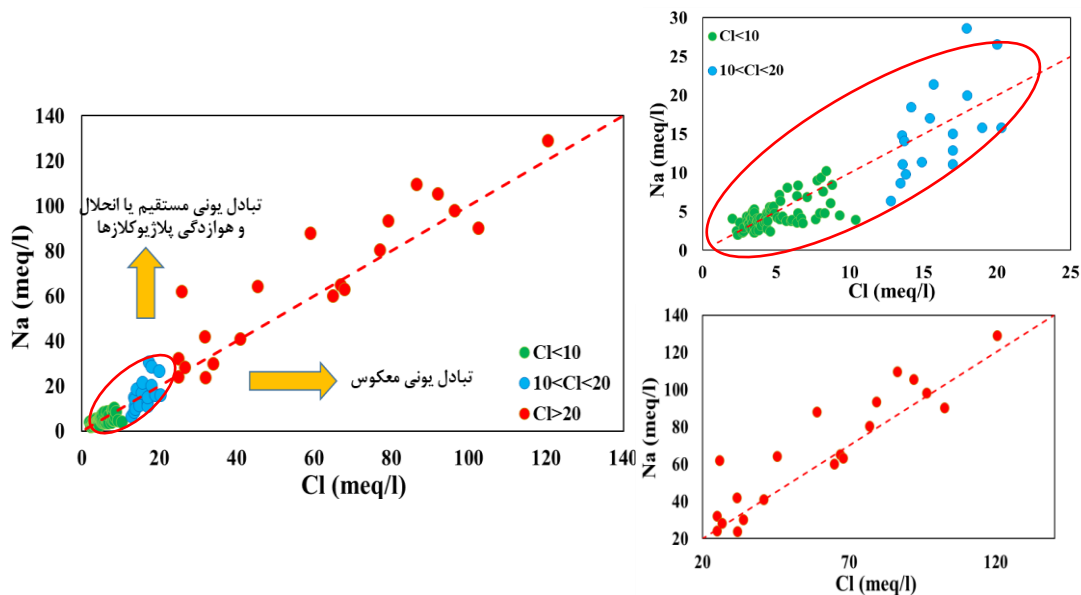 140
120
100
80
60
40
20
0
Na (meq/l)
تبادل یونی مستقیم یا انحلال
و هوازدگی پلاژیوکلازها
تبادل یونی معکوس
Cl<10
10<Cl<20
Cl>20
0 20 40 60 80 100 120 140
Cl (meq/l)
30
25
20
15
10
5
0
Na (meq/l)
Cl<10
10<Cl<20
0 5 10 15 20 25
Cl (meq/l)
140
120
100
80
60
40
20
Na (meq/l)
20 70 120
Cl (meq/l)